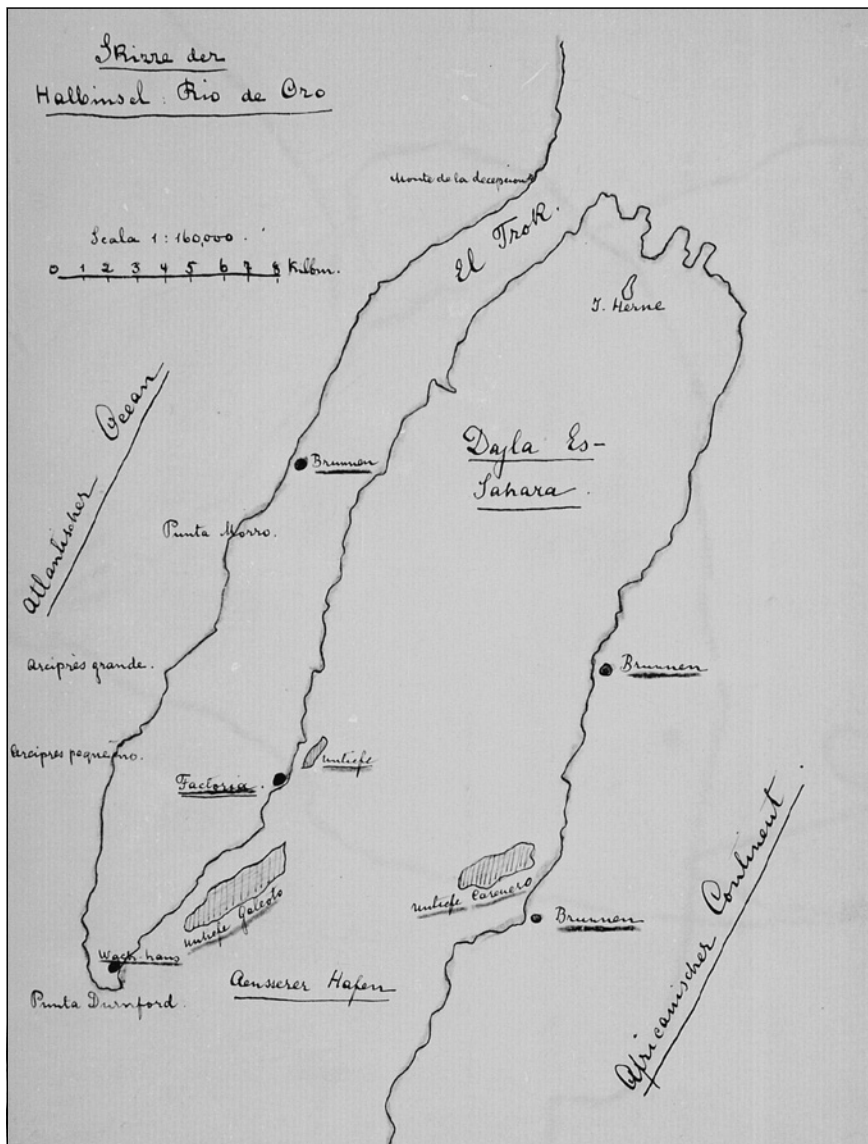 Skizze der
Halbinsel: Rio de Oro
Monte de la decepcion
Scala 1:160,000.
0 1 2 3 4 5 6 7 8 Kilbm.
El Trok.
I. Herne
Atlantischer Ocean
Brunnen
Dajla Es-
Sahara.
Punta Morro.
Arciprès grande.
Brunnen
Arcipres pequeño.
Untiefe
Factoria.
Untiefe Galeoto
Untiefe Carenero
Brunnen
Wach-haus
Aeusserer Hafen
Punta Durnford.
Africanischer Continent